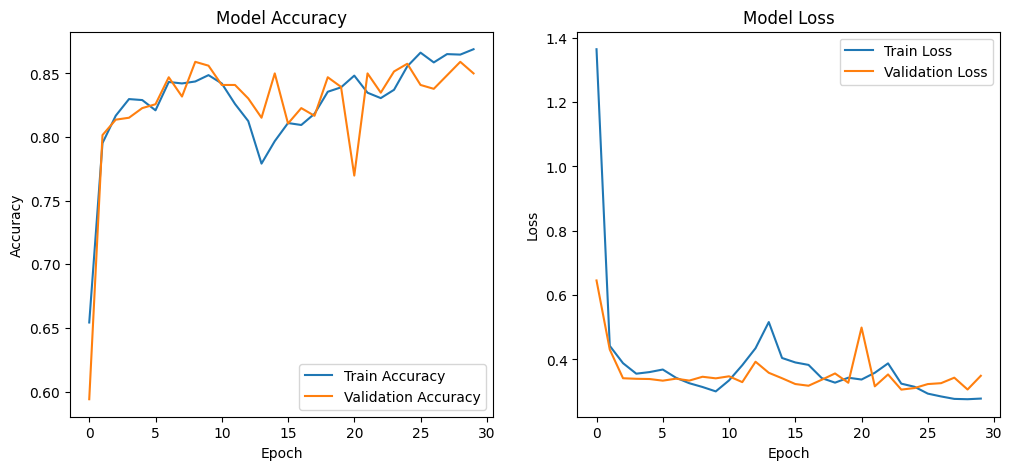 Model Accuracy
Accuracy
0.85
0.80
0.75
0.70
0.65
0.60
0 5 10 15 20 25 30
Epoch
Train Accuracy
Validation Accuracy
Model Loss
Loss
1.4
1.2
1.0
0.8
0.6
0.4
0 5 10 15 20 25 30
Epoch
Train Loss
Validation Loss